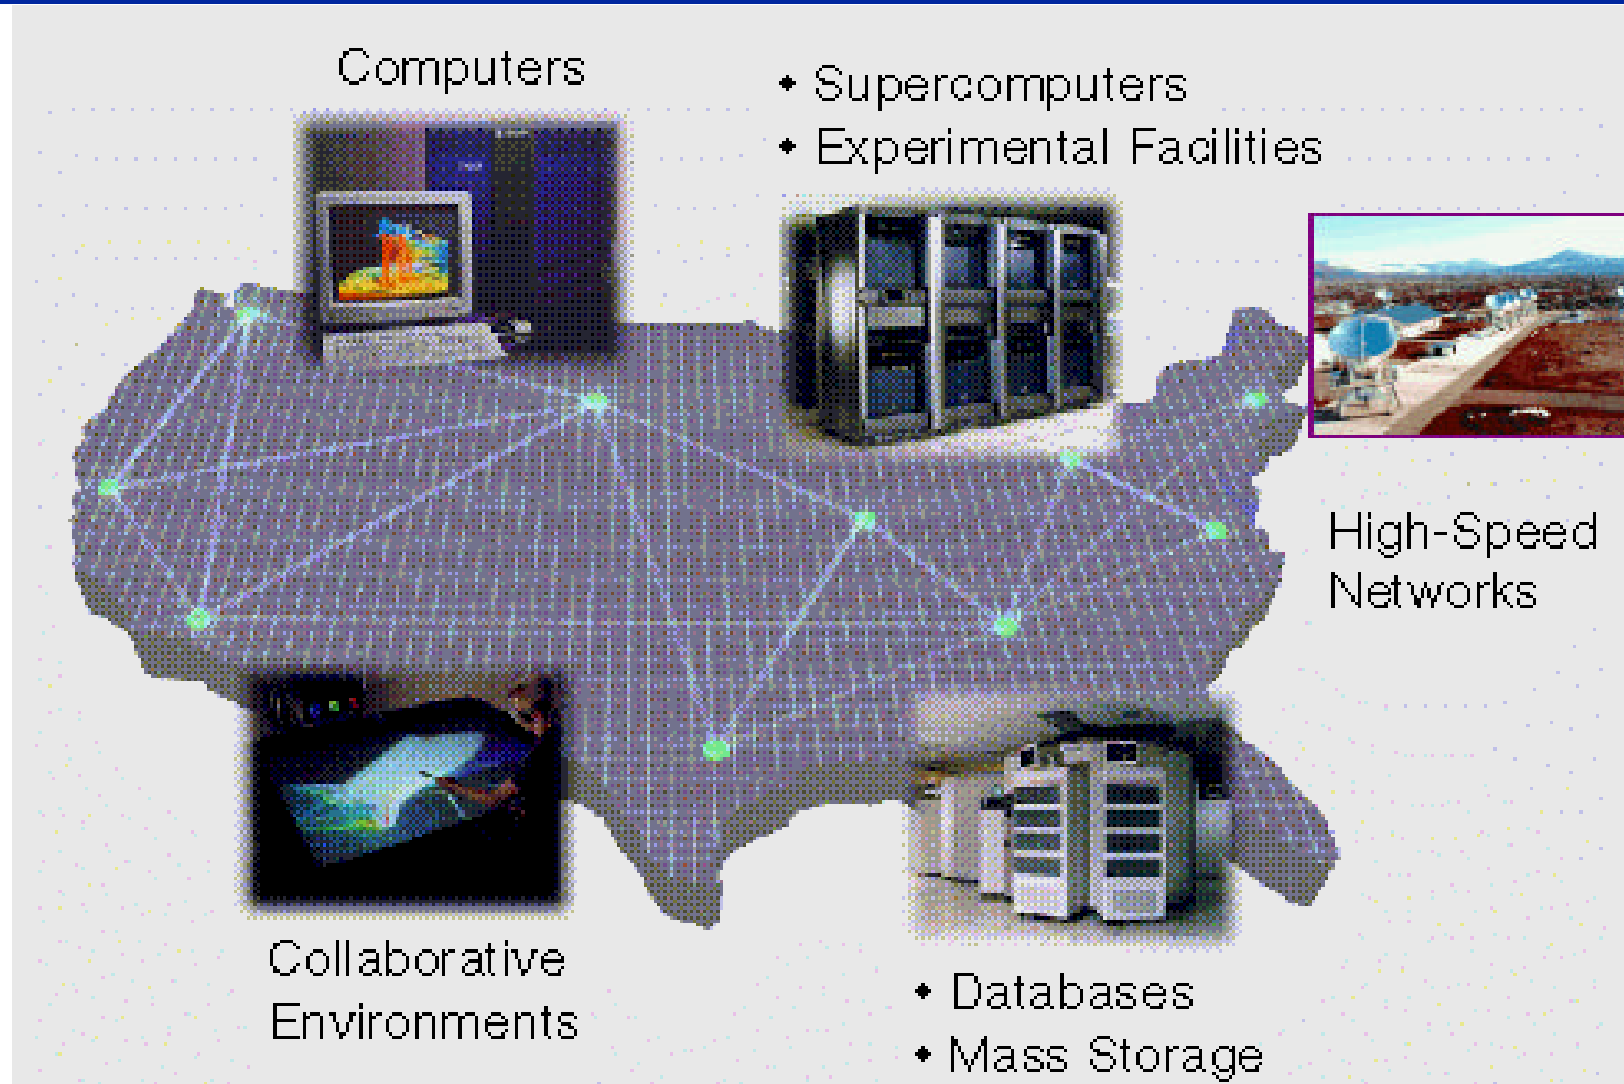 Computers
• Supercomputers
• Experimental Facilities
High-Speed
Networks
Collaborative
Environments
• Databases
• Mass Storage